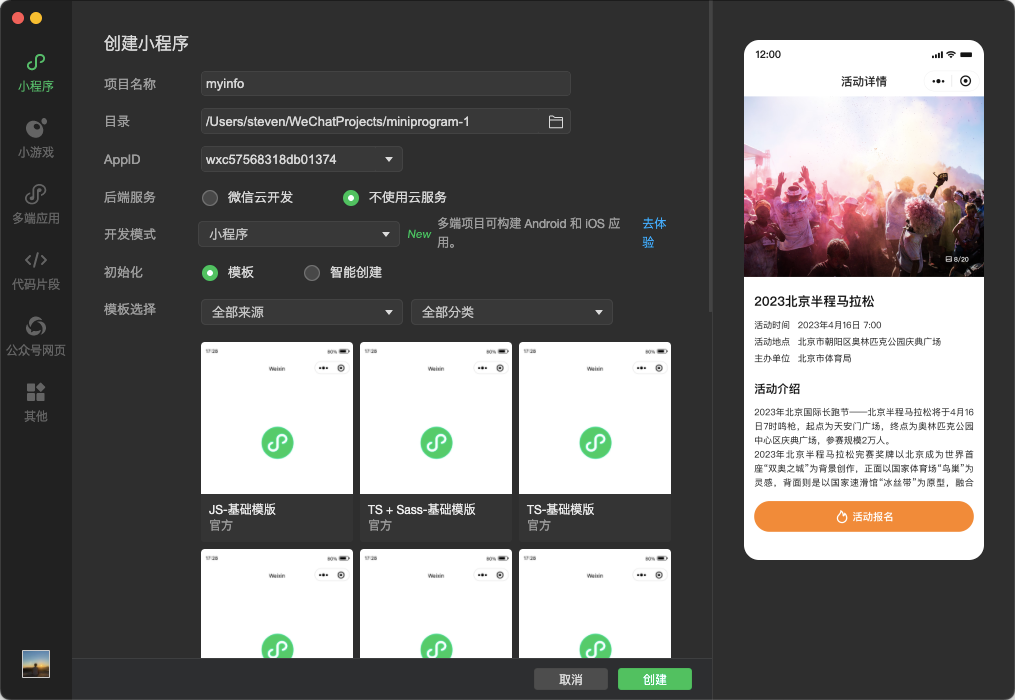 小程序
小游戏
多端应用
代码片段
公众号网页
其他
创建小程序
项目名称
myinfo
目录
/Users/steven/WeChatProjects/miniprogram-1
AppID
wxc57568318db01374
后端服务
微信云开发
不使用云服务
开发模式
小程序
New
多端项目可构建 Android 和 iOS 应
用。
去体
验
初始化
模板
智能创建
模板选择
全部来源
全部分类
17:28
60%
Weixin
17:28
60%
Weixin
17:28
60%
Weixin
JS-基础模版
官方
TS + Sass-基础模版
官方
TS-基础模版
官方
17:28
60%
Weixin
17:28
60%
Weixin
17:28
60%
Weixin
取消
创建
12:00
活动详情
8/20
2023北京半程马拉松
活动时间 2023年4月16日 7:00
活动地点 北京市朝阳区奥林匹克公园庆典广场
主办单位 北京市体育局
活动介绍
2023年北京国际长跑节——北京半程马拉松将于4月16
日7时鸣枪，起点为天安门广场，终点为奥林匹克公园
中心区庆典广场，参赛规模2万人。
2023年北京半程马拉松完赛奖牌以北京成为世界首
座“双奥之城”为背景创作，正面以国家体育场“鸟巢”为
灵感，背面则是以国家速滑馆“冰丝带”为原型，融合
活动报名